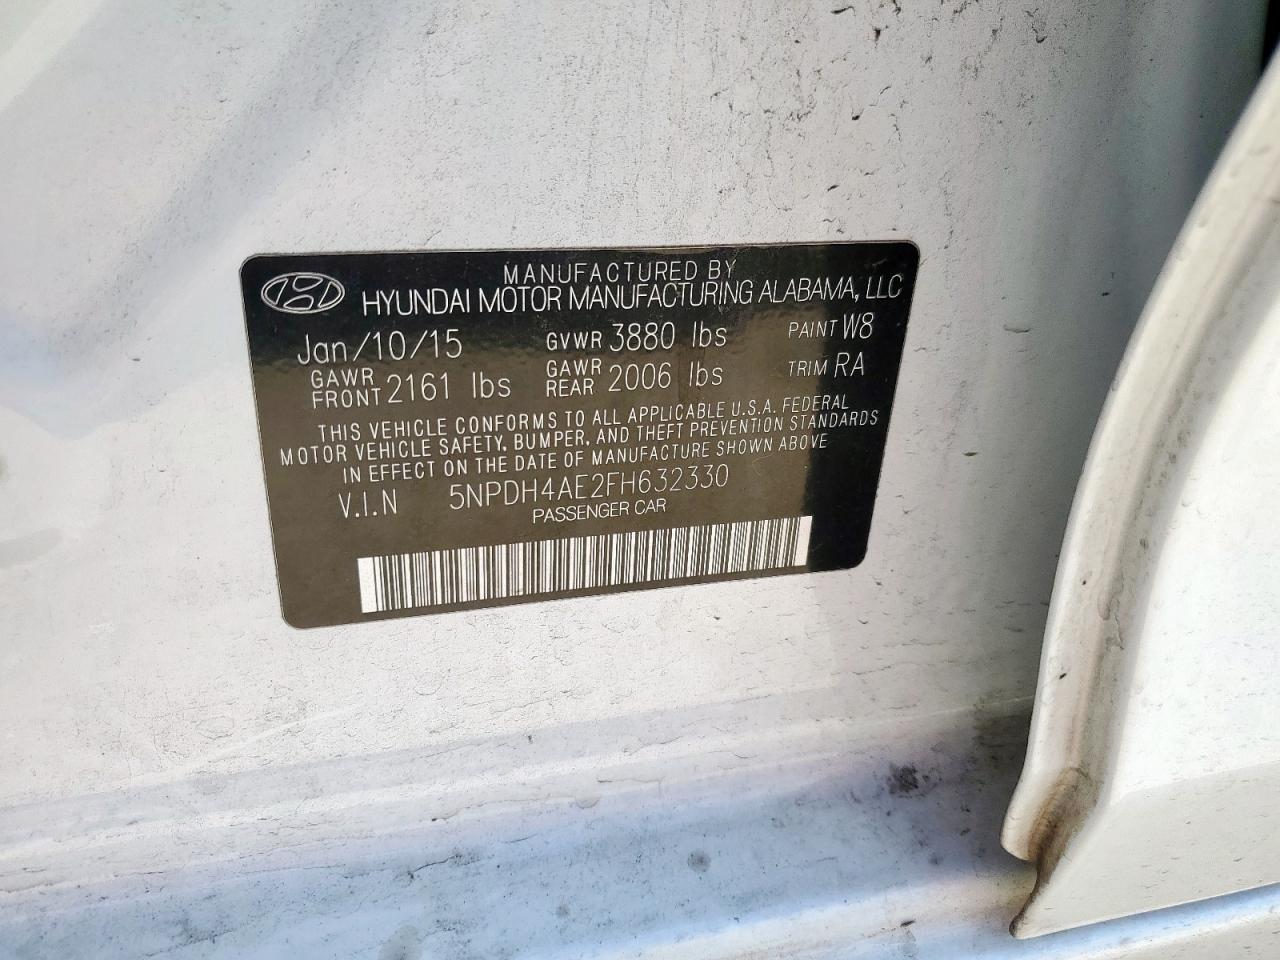 MANUFACTURED BY
HYUNDAI MOTOR MANUFACTURING ALABAMA, LLC
Jan/10/15 GVWR 3880 lbs PAINT W8
GAWR FRONT 2161 lbs GAWR REAR 2006 lbs TRIM RA
THIS VEHICLE CONFORMS TO ALL APPLICABLE U.S.A. FEDERAL
MOTOR VEHICLE SAFETY, BUMPER, AND THEFT PREVENTION STANDARDS
IN EFFECT ON THE DATE OF MANUFACTURE SHOWN ABOVE
V.I.N 5NPDH4AE2FH632330
PASSENGER CAR